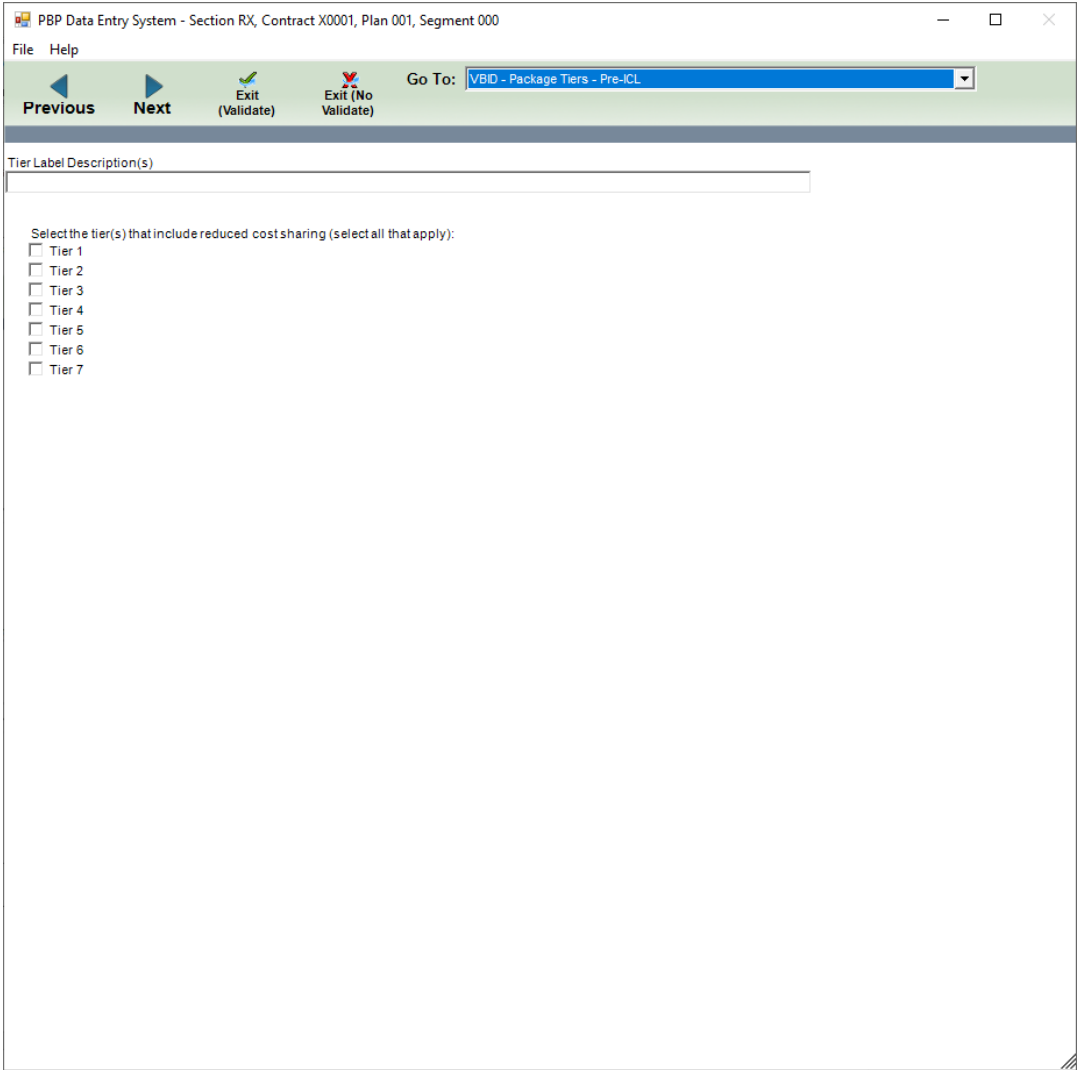 PBP Data Entry System - Section RX, Contract X0001, Plan 001, Segment 000
File Help
Previous
Next
Exit (Validate)
Exit (No Validate)
Go To: VBID - Package Tiers - Pre-ICL
Tier Label Description(s)
Select the tier(s) that include reduced cost sharing (select all that apply):
Tier 1
Tier 2
Tier 3
Tier 4
Tier 5
Tier 6
Tier 7